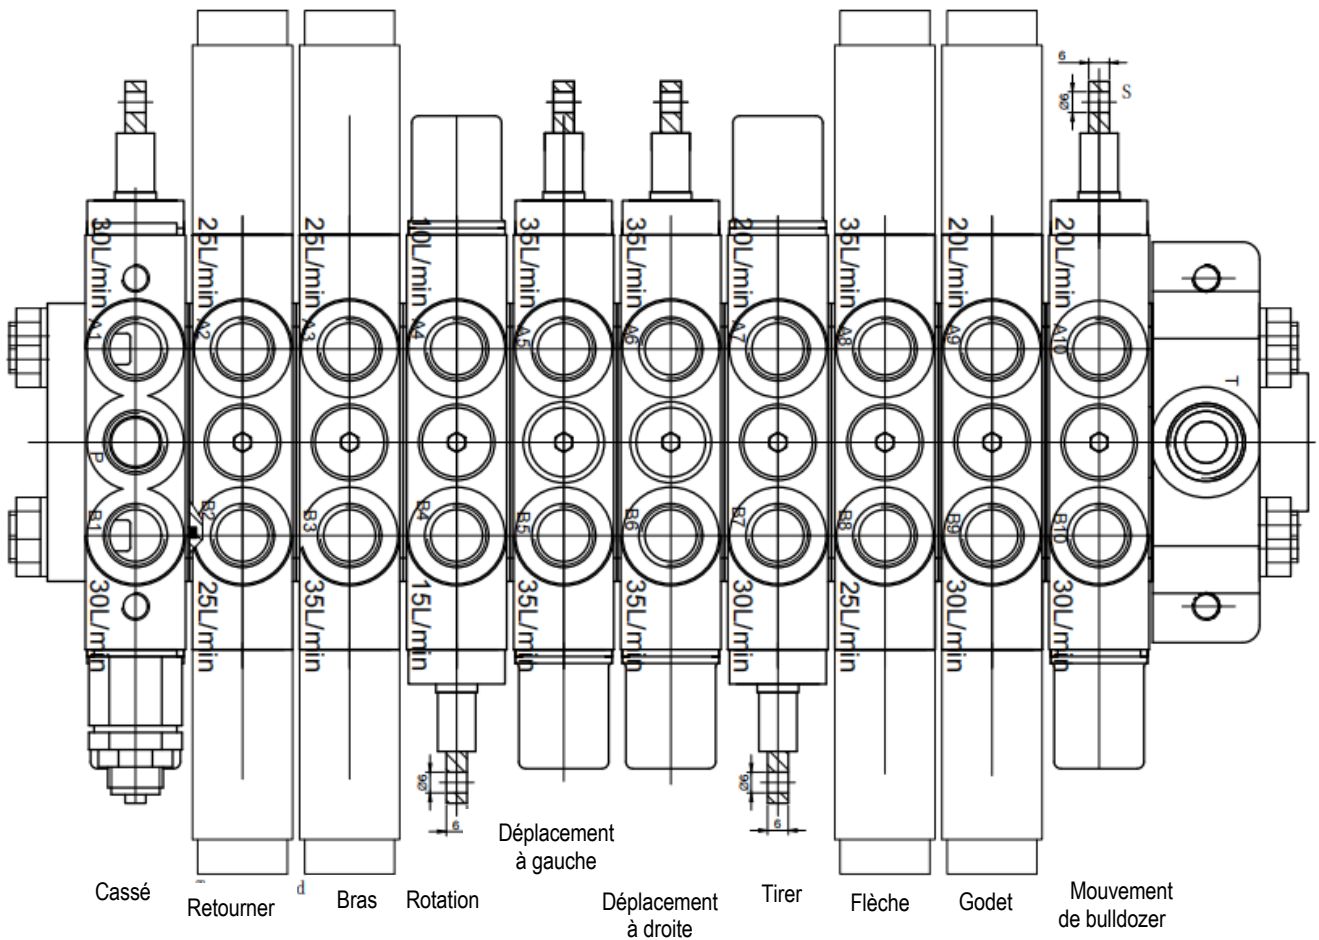 6
Ø6
S
30L/min
25L/min
25L/min
10L/min
35L/min
35L/min
20L/min
35L/min
20L/min
20L/min
A1
A2
A3
A4
A5
A6
A7
A8
A9
A10
T
P
B1
B2
B3
B4
B5
B6
B7
B8
B9
B10
30L/min
25L/min
35L/min
15L/min
35L/min
35L/min
30L/min
25L/min
30L/min
30L/min
Ø6
6
Ø6
6
Déplacement
à gauche
Cassé
Retourner
d
Bras
Rotation
Déplacement
à droite
Tirer
Flèche
Godet
Mouvement
de bulldozer